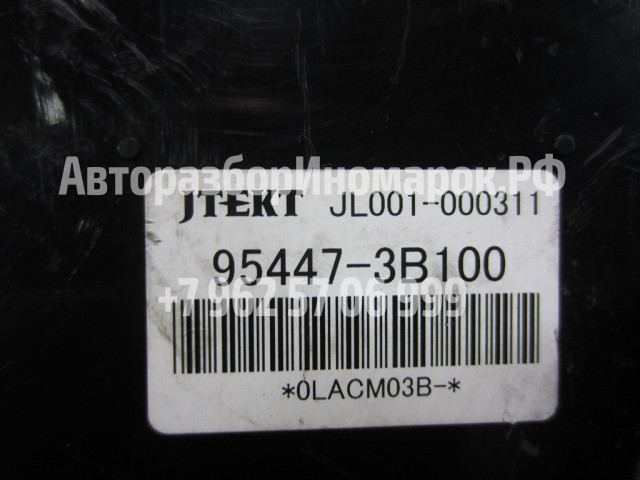 АвторазборИномарок.РФ
JTEKT JL001-000311
95447-3B100
+7 962 57 06 999
*0LACM03B-*